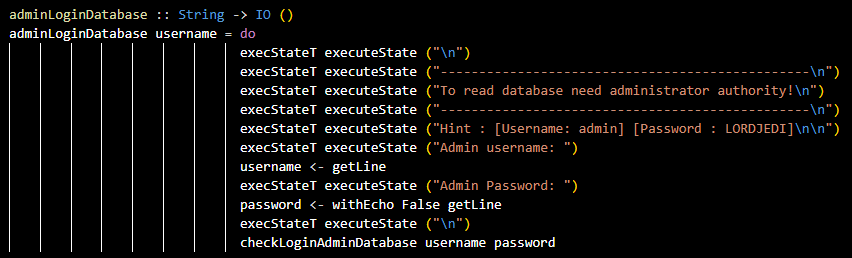 adminLoginDatabase :: String -> IO ()
adminLoginDatabase username = do
execStateT executeState ("\n")
execStateT executeState ("------------------------------------------------\n")
execStateT executeState ("To read database need administrator authority!\n")
execStateT executeState ("------------------------------------------------\n")
execStateT executeState ("Hint : [Username: admin] [Password : LORDJEDI]\n\n")
execStateT executeState ("Admin username: ")
username <- getLine
execStateT executeState ("Admin Password: ")
password <- withEcho False getLine
execStateT executeState ("\n")
checkLoginAdminDatabase username password